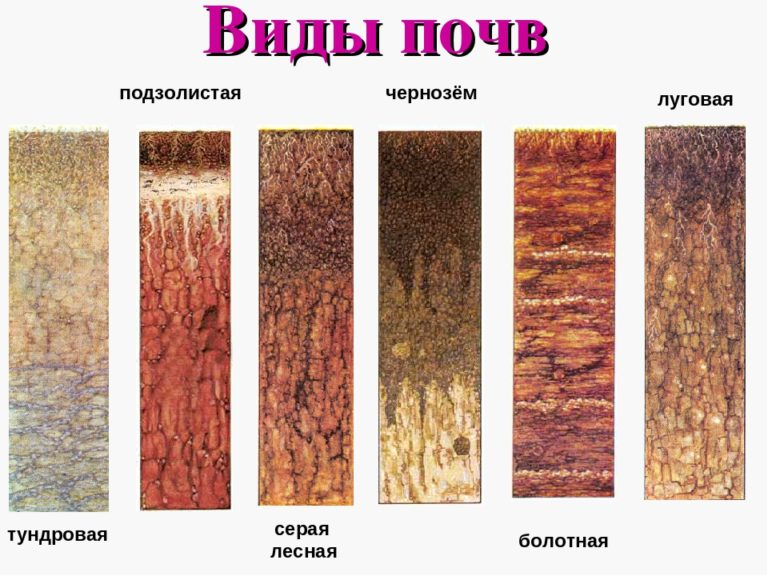 Виды почв
подзолистая
чернозём
луговая
тундровая
серая
лесная
болотная